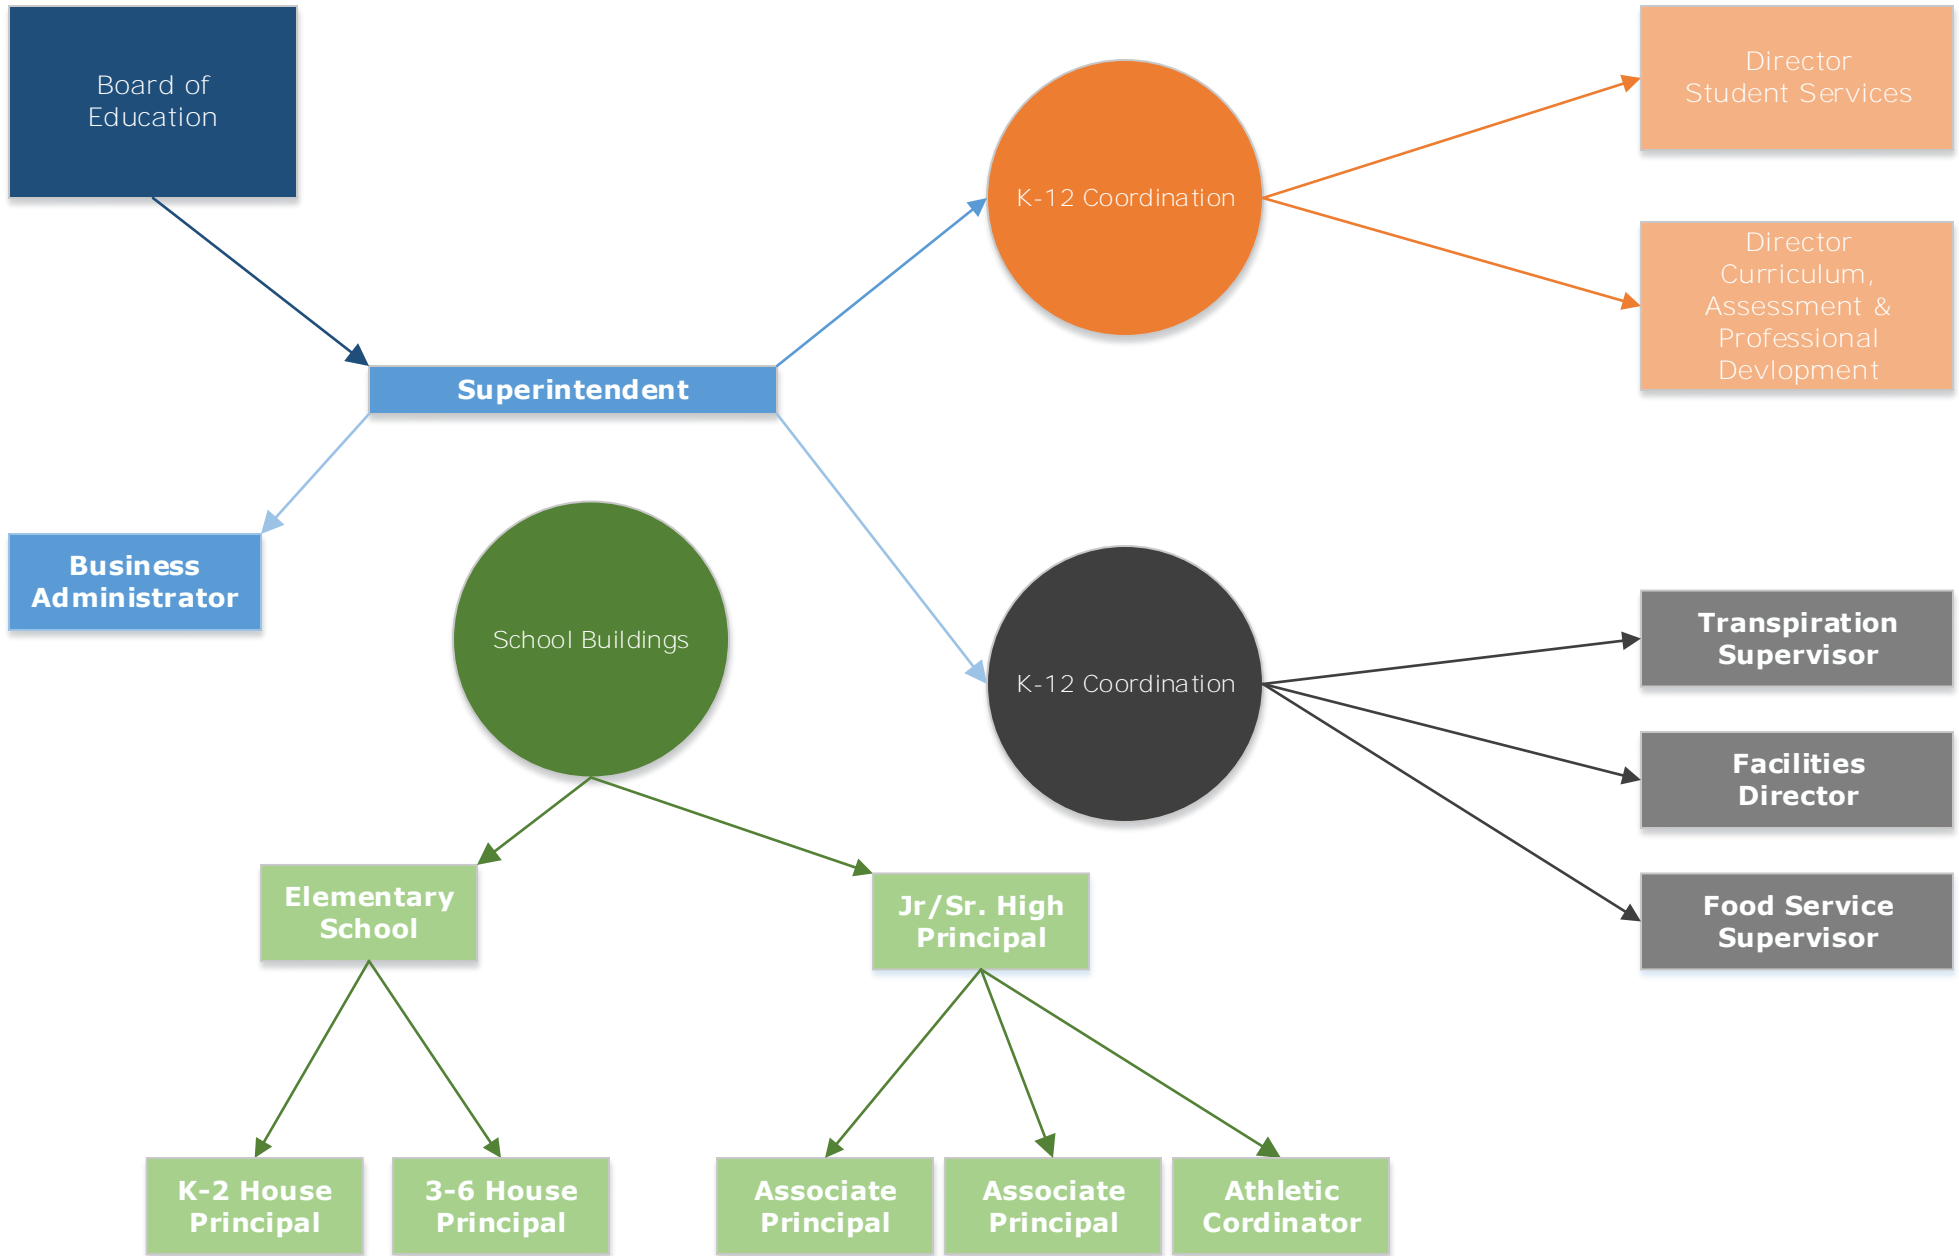 Board of
Education
K-12 Coordination
Director
Student Services
Director
Curriculum,
Assessment &
Professional
Devlopment
Superintendent
Business
Administrator
School Buildings
K-12 Coordination
Transpiration
Supervisor
Facilities
Director
Food Service
Supervisor
Elementary
School
Jr/Sr. High
Principal
K-2 House
Principal
3-6 House
Principal
Associate
Principal
Associate
Principal
Athletic
Cordinator